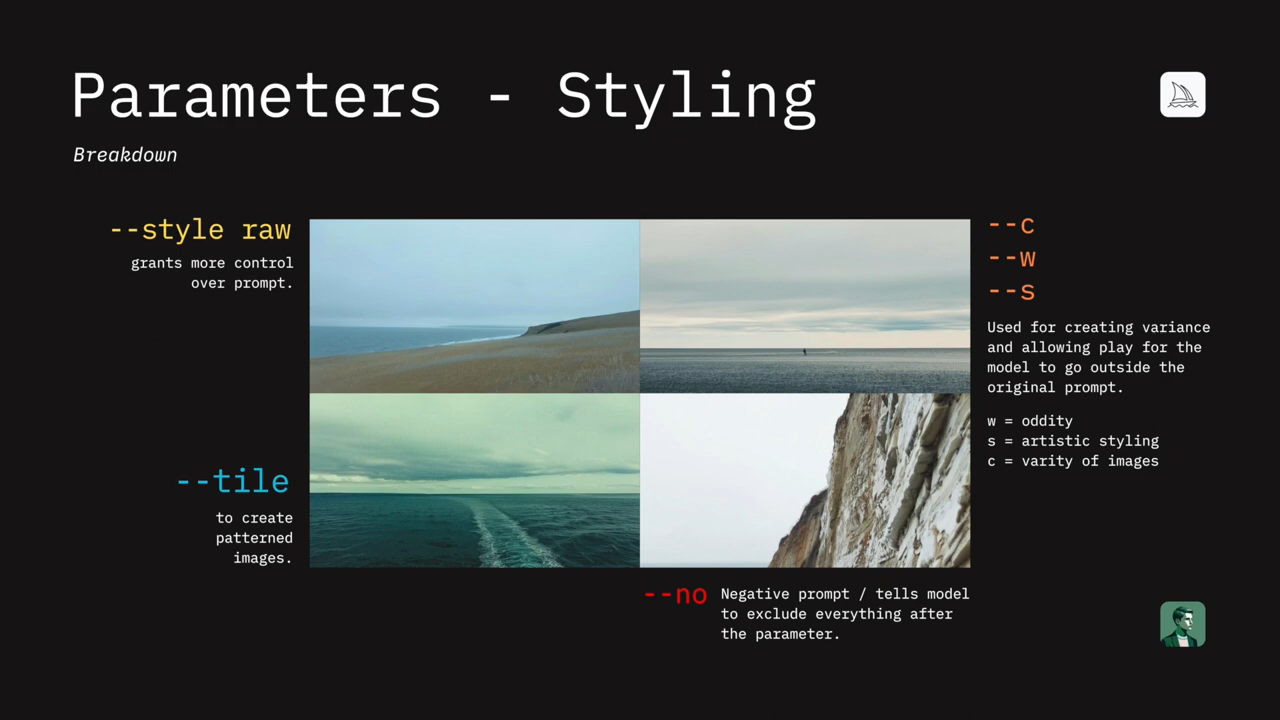 Parameters - Styling
Breakdown
--style raw
grants more control
over prompt.
--tile
to create
patterned
images.
--c
--w
--s
Used for creating variance
and allowing play for the
model to go outside the
original prompt.
w = oddity
s = artistic styling
c = varity of images
--no
Negative prompt / tells model
to exclude everything after
the parameter.